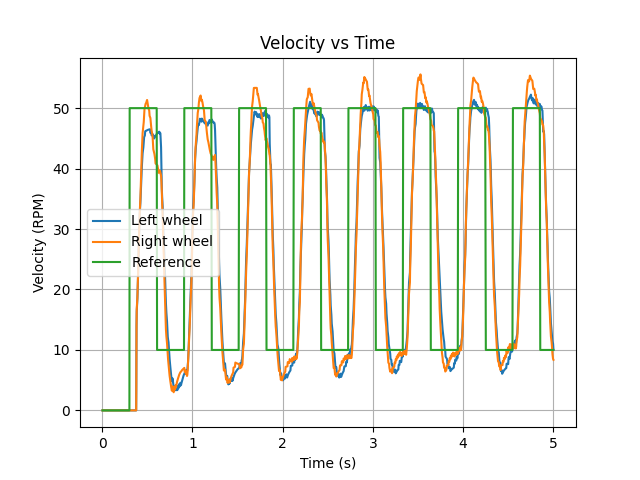 Velocity vs Time
Velocity (RPM)
50
40
30
20
10
0
Left wheel
Right wheel
Reference
0 1 2 3 4 5
Time (s)